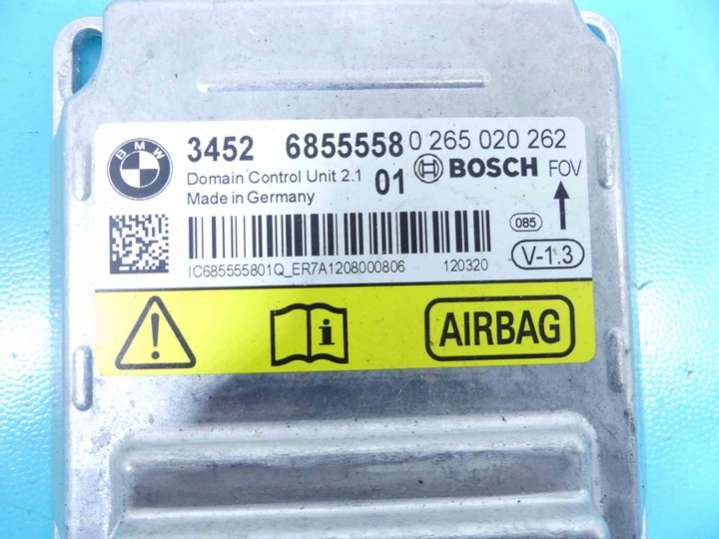 BMW
3452 6855558 0 265 020 262
Domain Control Unit 2.1 01 BOSCH FOV
Made in Germany
085
V-1.3
IC685555801Q_ER7A1208000806 120320
AIRBAG